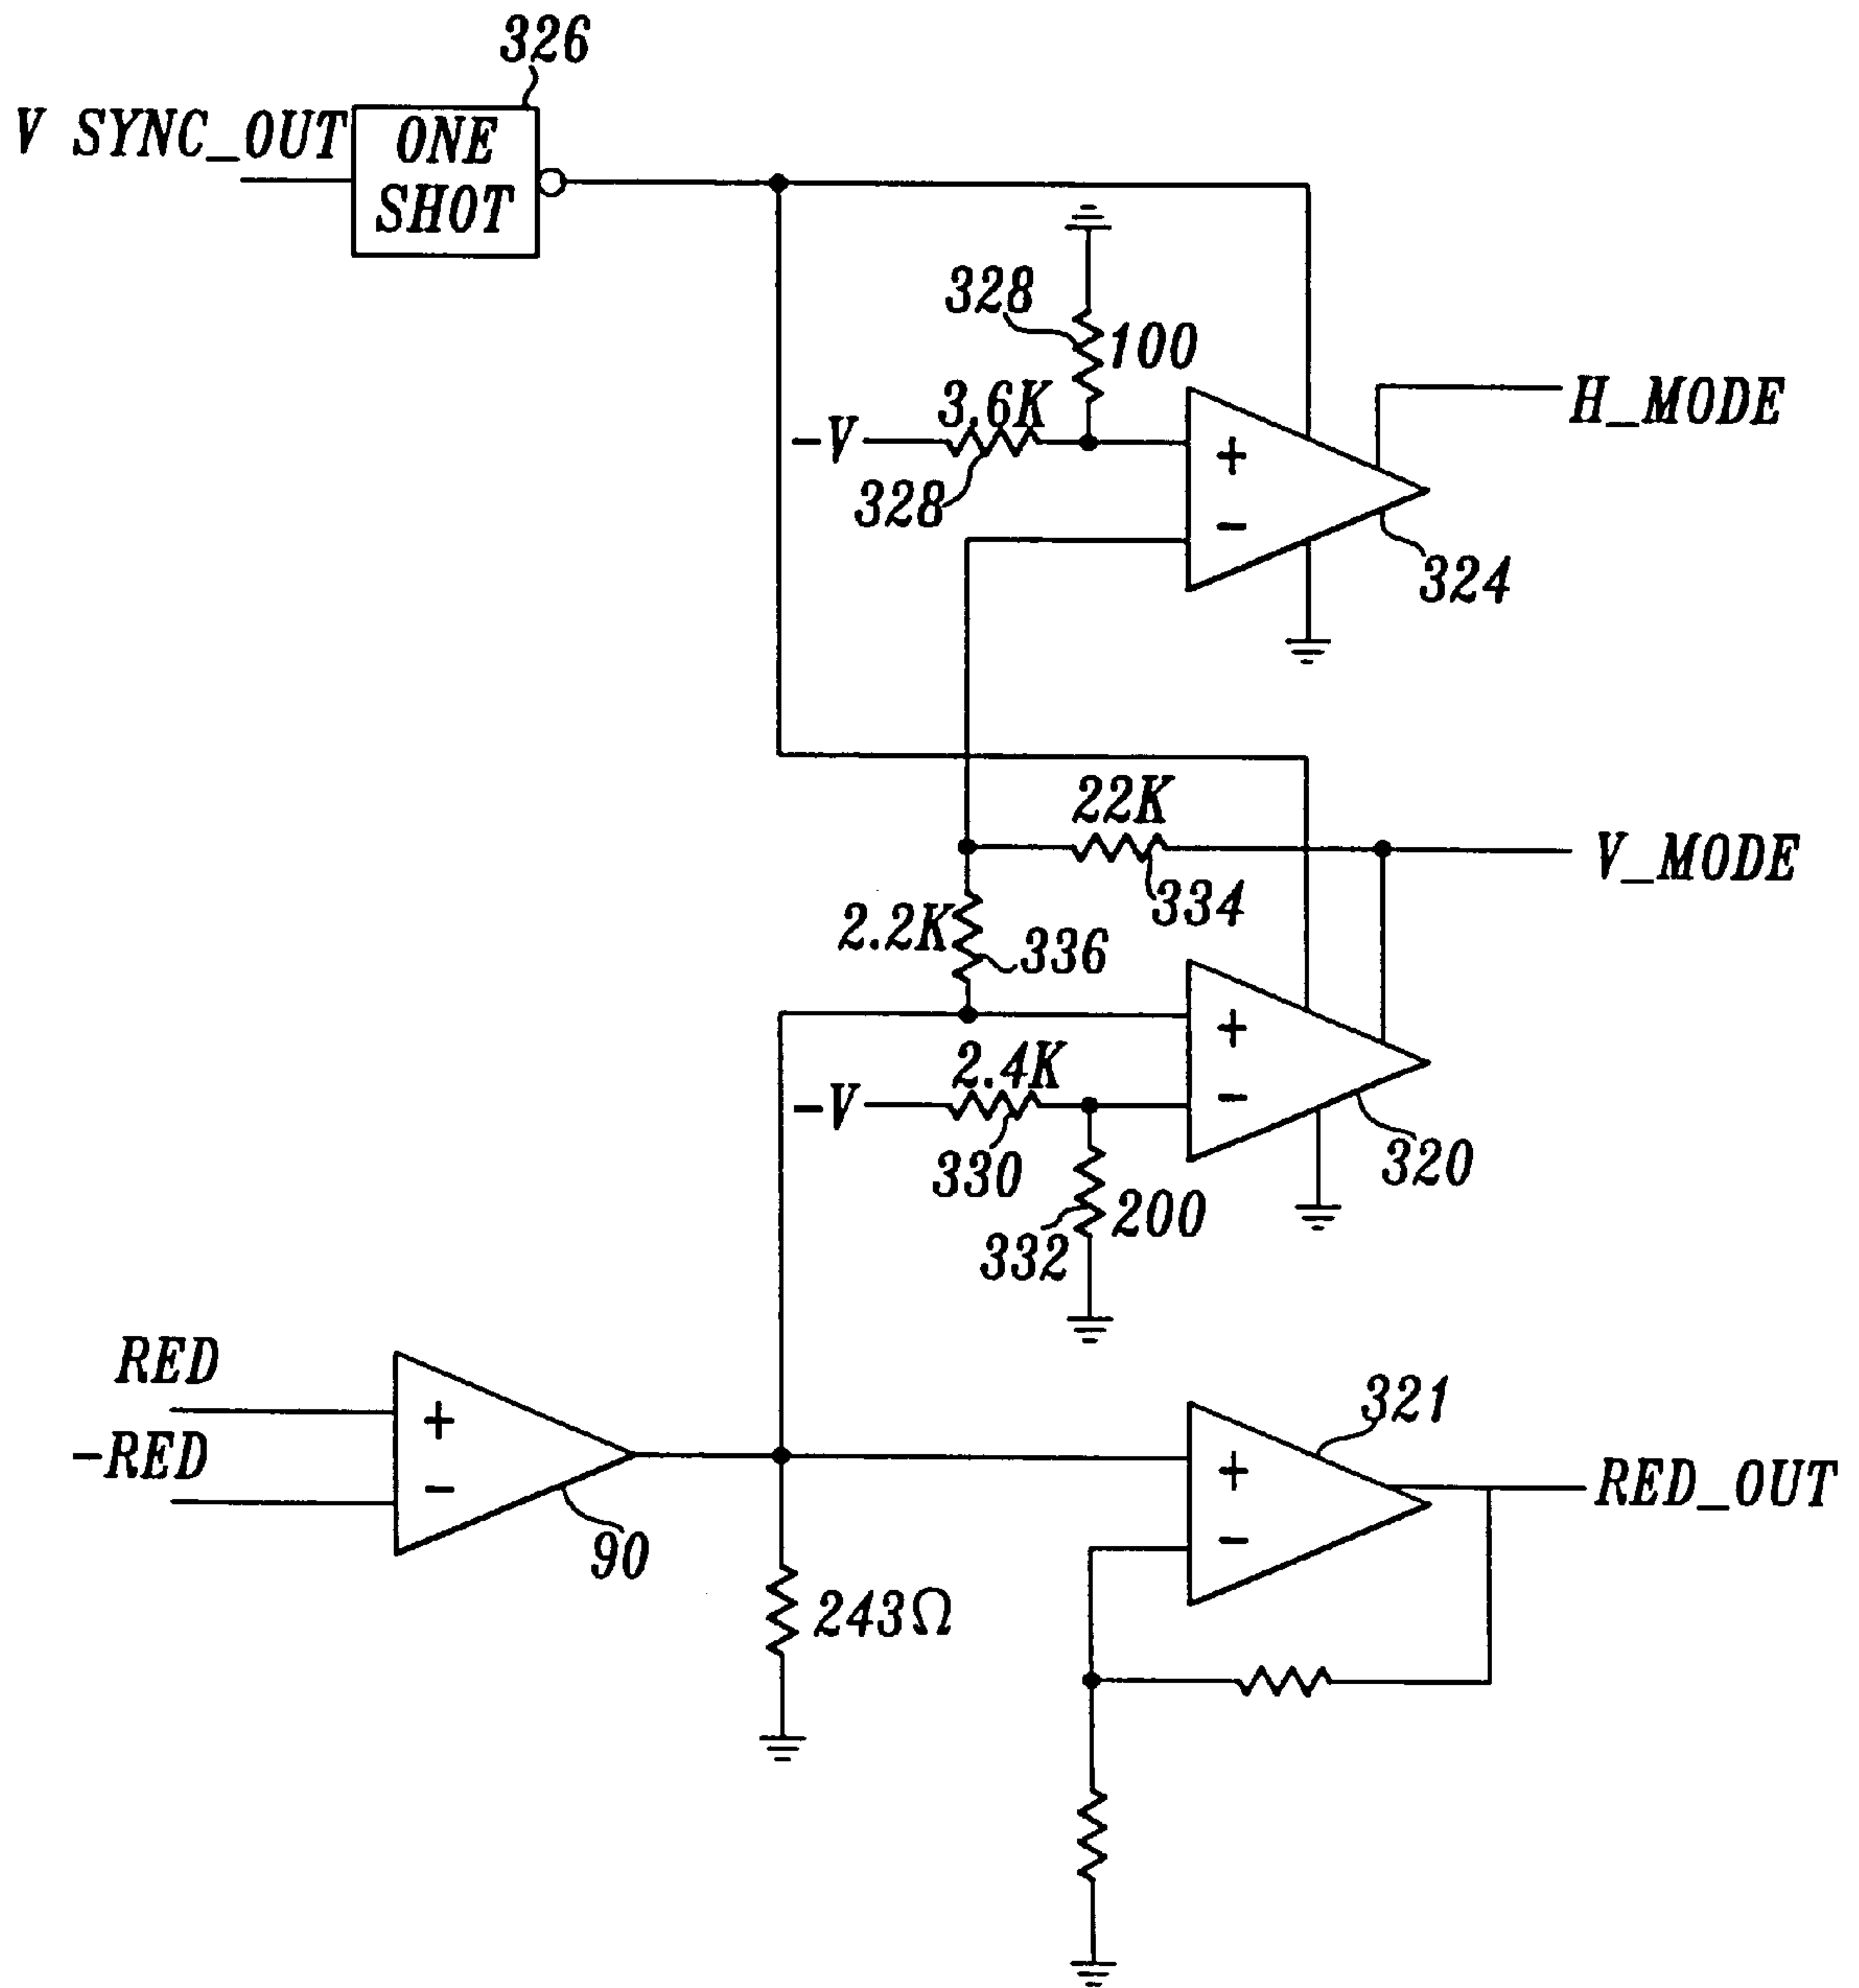 326
V SYNC_OUT
ONE
SHOT
328
100
3.6K
-V
328
+
-
H_MODE
324
22K
V_MODE
334
2.2K
336
+
-
2.4K
-V
330
320
200
332
RED
-RED
+
-
90
321
+
-
RED_OUT
243Ω